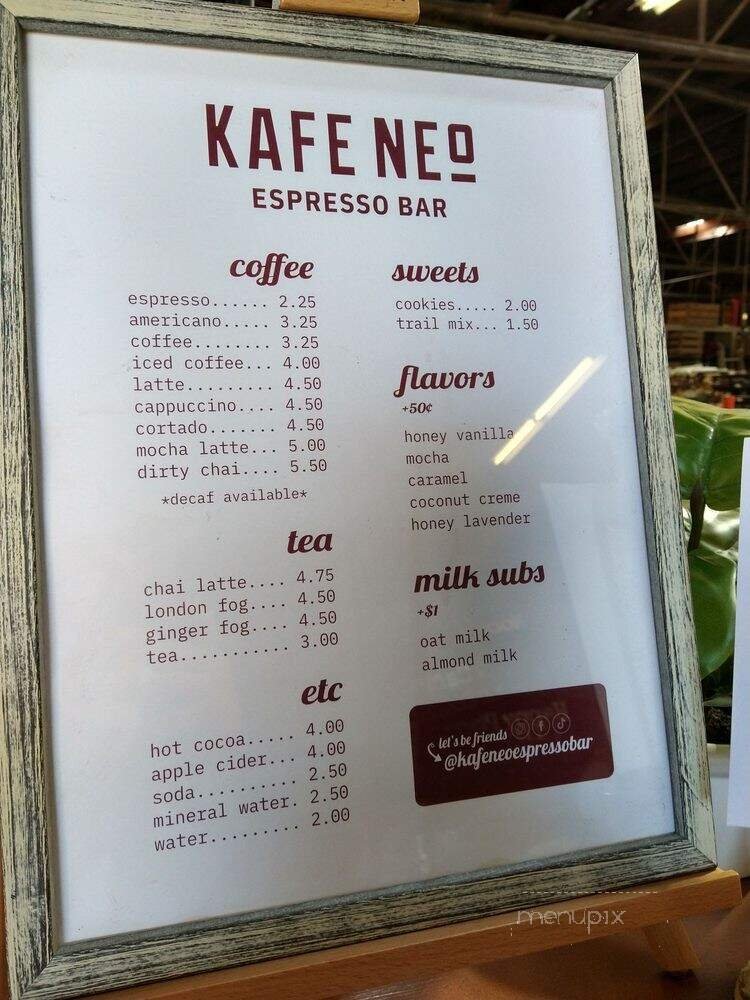 KAFE NEO
ESPRESSO BAR
coffee
espresso...... 2.25
americano..... 3.25
coffee........ 3.25
iced coffee... 4.00
latte......... 4.50
cappuccino.... 4.50
cortado....... 4.50
mocha latte... 5.00
dirty chai.... 5.50
*decaf available*
tea
chai latte.... 4.75
london fog.... 4.50
ginger fog.... 4.50
tea........... 3.00
etc
hot cocoa..... 4.00
apple cider... 4.00
soda.......... 2.50
mineral water. 2.50
water......... 2.00
sweets
cookies..... 2.00
trail mix... 1.50
flavors
+50¢
honey vanilla
mocha
caramel
coconut creme
honey lavender
milk subs
+$1
oat milk
almond milk
let's be friends
@kafeneoespressobar
menupix